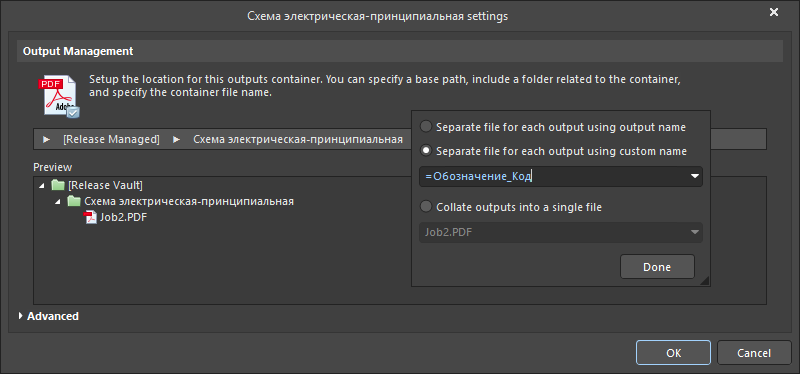 Схема электрическая-принципиальная settings
Output Management
PDF
Adobe
Setup the location for this outputs container. You can specify a base path, include a folder related to the container,
and specify the container file name.
[Release Managed] Схема электрическая-принципиальная
Separate file for each output using output name
Separate file for each output using custom name
=Обозначение_Код
Collate outputs into a single file
Job2.PDF
Done
Preview
[Release Vault]
Схема электрическая-принципиальная
Job2.PDF
Advanced
OK Cancel